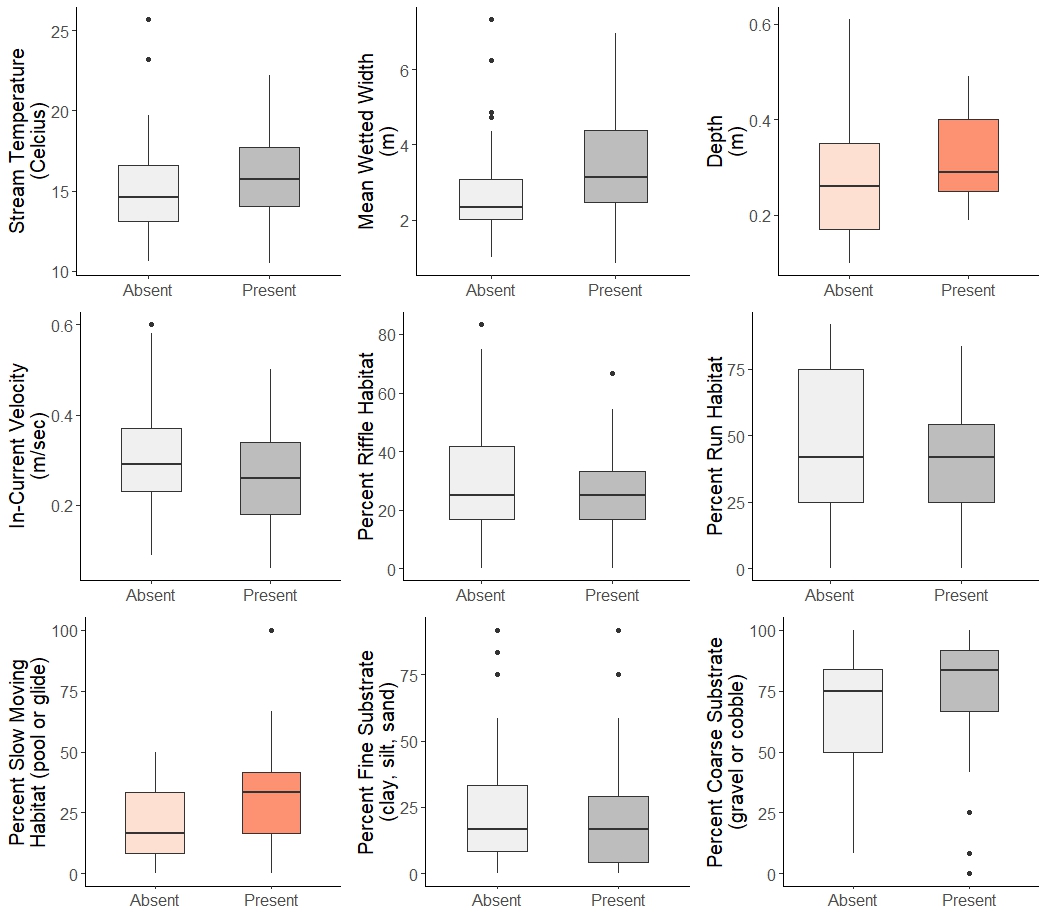 Stream Temperature
(Celcius)
25
20
15
10
Absent Present
Mean Wetted Width
(m)
6
4
2
Absent Present
Depth
(m)
0.6
0.4
0.2
Absent Present
In-Current Velocity
(m/sec)
0.6
0.4
0.2
Absent Present
Percent Riffle Habitat
80
60
40
20
0
Absent Present
Percent Run Habitat
75
50
25
0
Absent Present
Percent Slow Moving
Habitat (pool or glide)
100
75
50
25
0
Absent Present
Percent Fine Substrate
(clay, silt, sand)
75
50
25
0
Absent Present
Percent Coarse Substrate
(gravel or cobble)
100
75
50
25
0
Absent Present